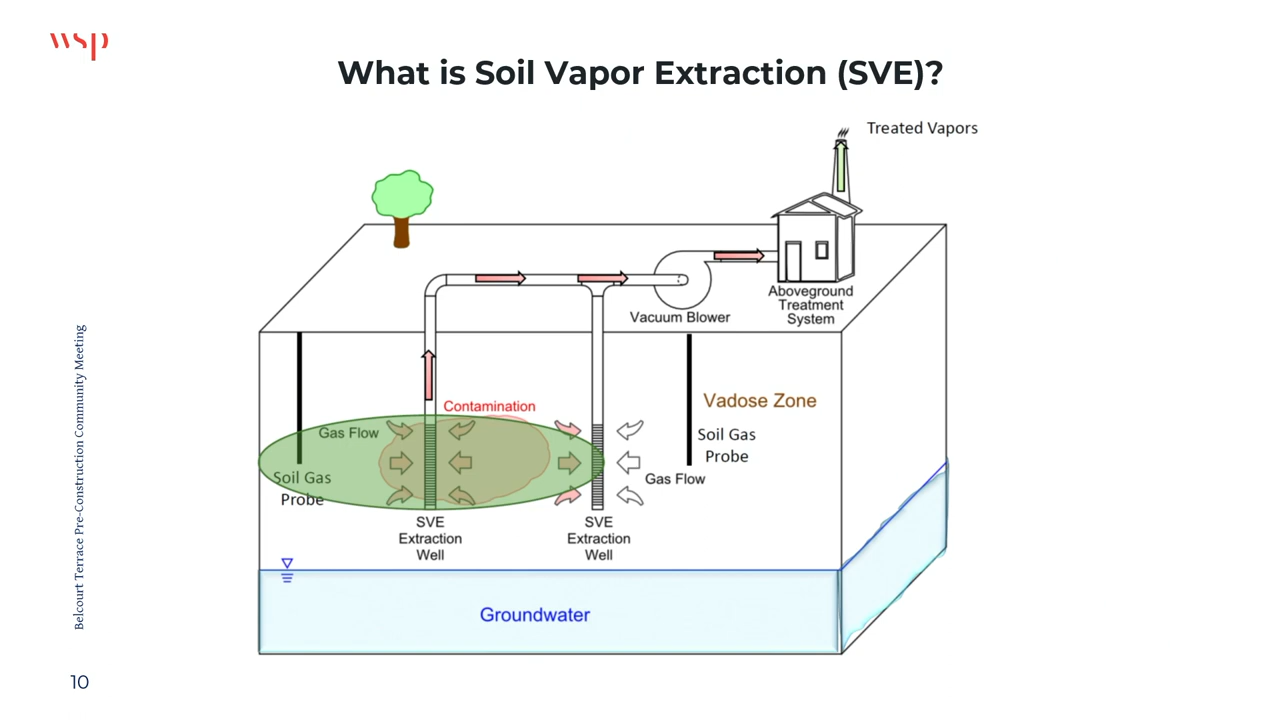 wsp
What is Soil Vapor Extraction (SVE)?
Treated Vapors
Aboveground
Treatment
System
Vacuum Blower
Contamination
Vadose Zone
Gas Flow
Soil Gas
Probe
Soil Gas
Probe
Gas Flow
SVE
Extraction
Well
SVE
Extraction
Well
Groundwater
Belcourt Terrace Pre-Construction Community Meeting
10